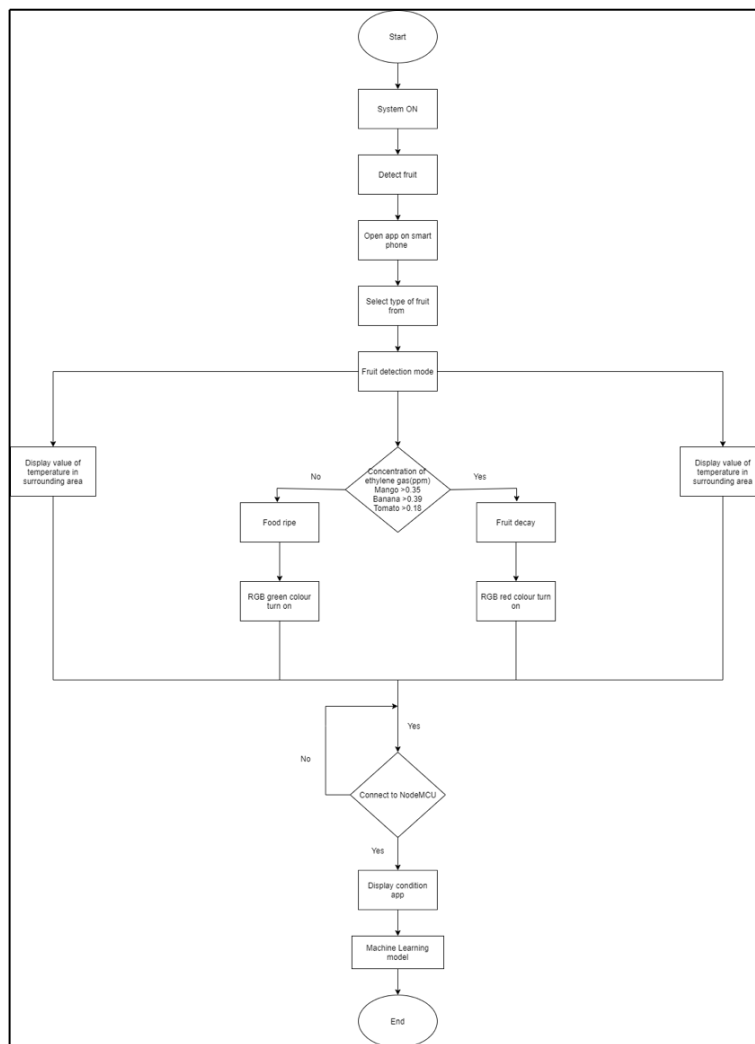 Start
System ON
Detect fruit
Open app on smart
phone
Select type of fruit
from
Fruit detection mode
Display value of
temperature in
surrounding area
No
Concentration of
ethylene gas(ppm)
Mango >0.35
Banana >0.39
Tomato >0.18
Yes
Display value of
temperature in
surrounding area
Food ripe
Fruit decay
RGB green colour
turn on
RGB red colour turn
on
Yes
No
Connect to NodeMCU
Yes
Display condition
app
Machine Learning
model
End